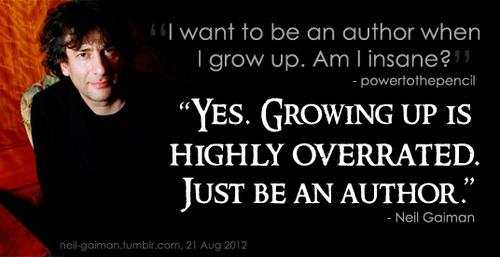 “I want to be an author when
I grow up. Am I insane?”
- powertothepencil
“Yes. Growing up is
highly overrated.
Just be an author.”
- Neil Gaiman
neil-gaiman.tumblr.com, 21 Aug 2012